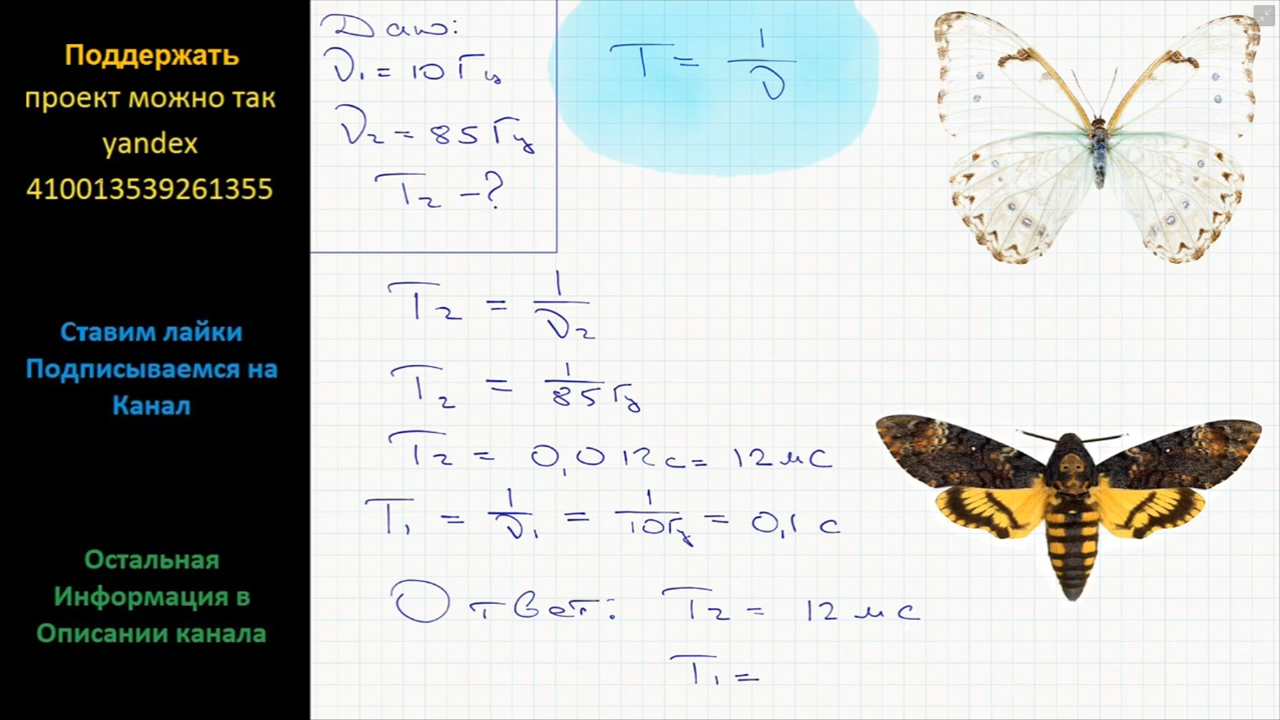 Поддержать
проект можно так
yandex
410013539261355
Ставим лайки
Подписываемся на
Канал
Остальная
Информация в
Описании канала
Дано:
ν₁ = 10 Гц
ν₂ = 85 Гц
T₂ - ?
T = 1/ν
T₂ = 1/ν₂
T₂ = 1/85 Гц
T₂ = 0,012 с = 12 мс
T₁ = 1/ν₁ = 1/10 Гц = 0,1 с
Ответ: T₂ = 12 мс
T₁ =